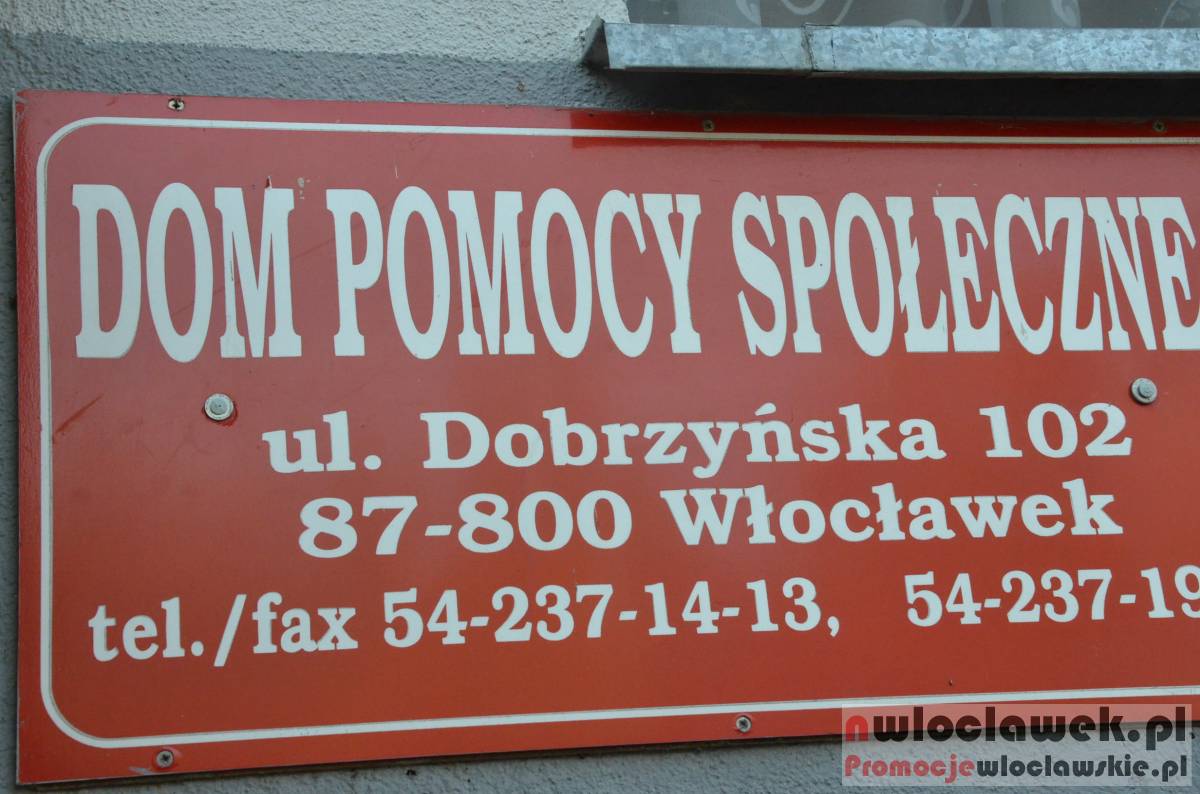 DOM POMOCY SPOŁECZNE
ul. Dobrzyńska 102
87-800 Włocławek
tel./fax 54-237-14-13, 54-237-19
nwloclawek.pl
Promocjewloclawskie.pl